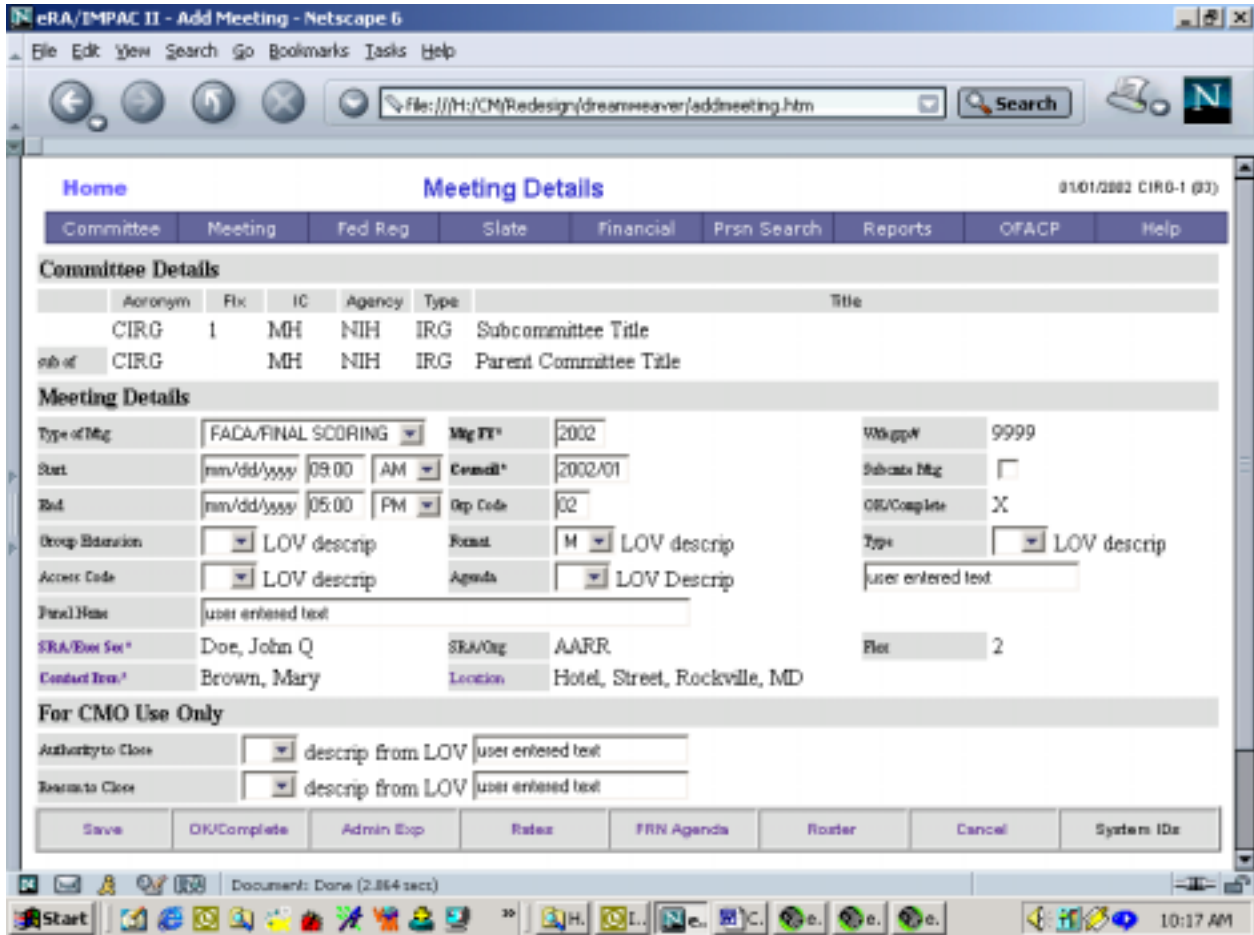 eRA/IMPAC II - Add Meeting - Netscape 6
File Edit View Search Go Bookmarks Tasks Help
file:///H:/CM/Redesign/dreamweaver/addmeeting.htm Search
N
Home Meeting Details 01/01/2002 CIRG-1 (03)
Committee Meeting Fed Reg Slate Financial Prsn Search Reports OFACP Help
Committee Details
Acronym Flx IC Agency Type Title
CIRG 1 MH NIH IRG Subcommittee Title
sub of CIRG MH NIH IRG Parent Committee Title
Meeting Details
Type of Mtg FACA/FINAL SCORING Mtg FY* 2002 9999
Start mm/dd/yyyy 09:00 AM Council* 2002/01 Subcmte Mtg
End mm/dd/yyyy 05:00 PM Grp Code 02 OK/Complete X
Group Extension LOV descrip Format M LOV descrip Type LOV descrip
Access Code LOV descrip Agenda LOV Descrip user entered text
Panel Name user entered text
SRA/Exec Sec* Doe, John Q SRA/Org AARR Flex 2
Contact Prsn.* Brown, Mary Location Hotel, Street, Rockville, MD
For CMO Use Only
Authority to Close descrip from LOV user entered text
Reason to Close descrip from LOV user entered text
Save OK/Complete Admin Exp Rates FRN Agenda Roster Cancel System IDs
Document: Done (2.864 secs)
Start H. I.. e.. C. e. e. e. 10:17 AM